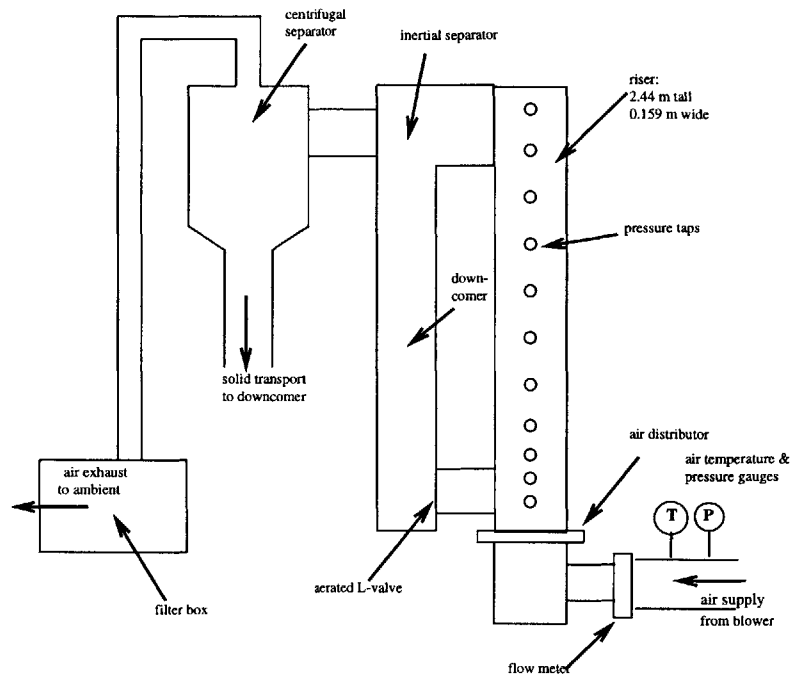 centrifugal
separator
inertial separator
riser:
2.44 m tall
0.159 m wide
pressure taps
down-
comer
solid transport
to downcomer
air distributor
air temperature &
pressure gauges
air exhaust
to ambient
T
P
aerated L-valve
air supply
from blower
filter box
flow meter